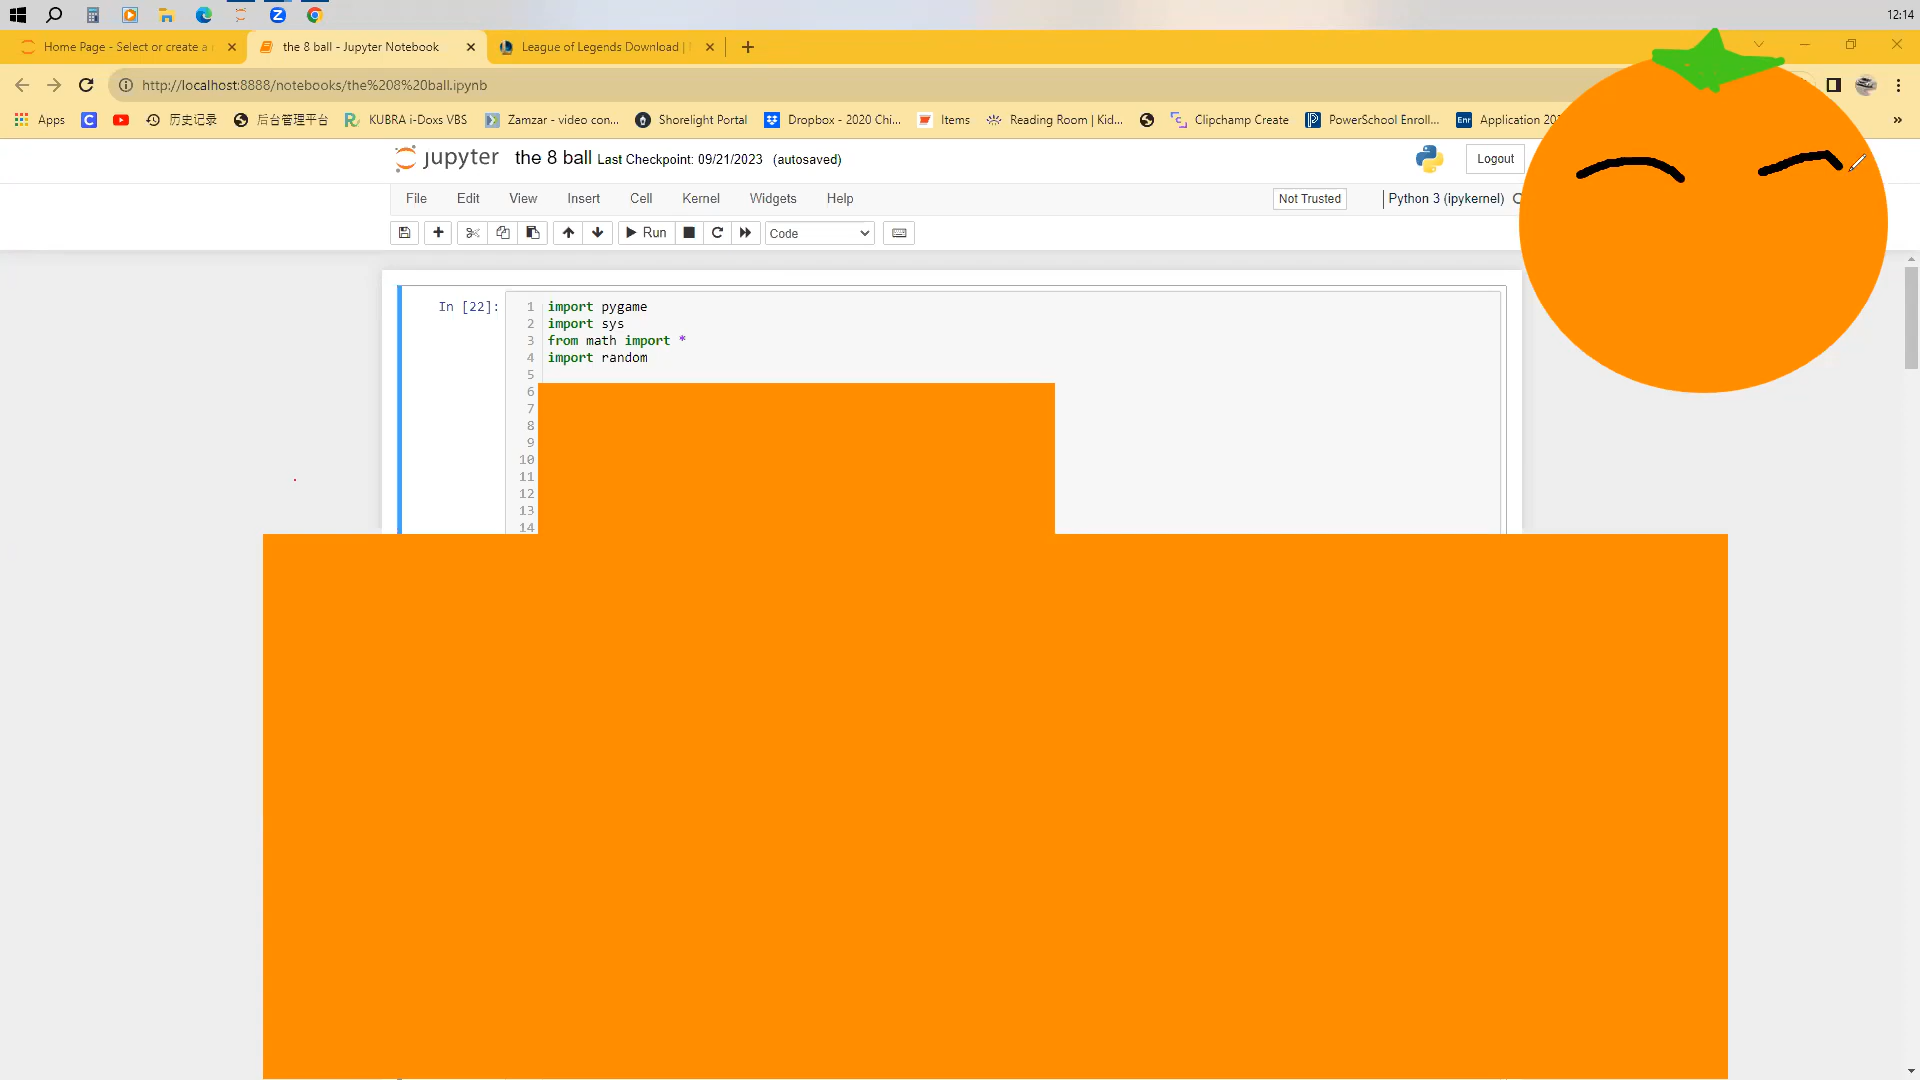 12:14
Home Page - Select or create a
the 8 ball - Jupyter Notebook
League of Legends Download |
http://localhost:8888/notebooks/the%208%20ball.ipynb
Apps
历史记录
后台管理平台
KUBRA i-Doxs VBS
Zamzar - video con...
Shorelight Portal
Dropbox - 2020 Chi...
Items
Reading Room | Kid...
Clipchamp Create
PowerSchool Enroll...
Application 20
»
jupyter the 8 ball Last Checkpoint: 09/21/2023 (autosaved)
Logout
File Edit View Insert Cell Kernel Widgets Help
Not Trusted
Python 3 (ipykernel)
Run
Code
In [22]:
1 import pygame
2 import sys
3 from math import *
4 import random
5
6
7
8
9
10
11
12
13
14